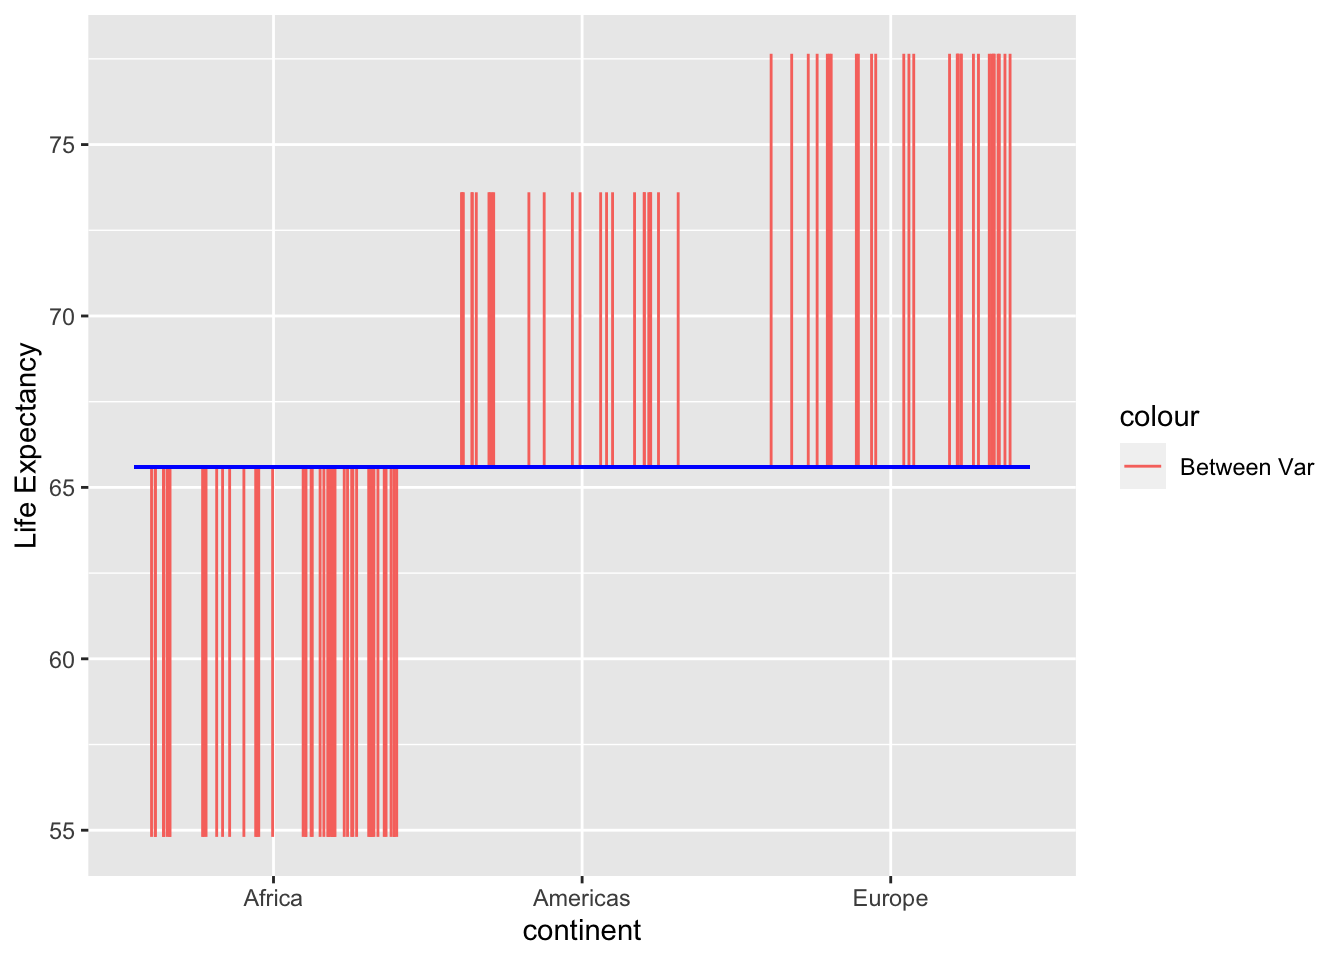 Life Expectancy
75
70
65
60
55
Africa
Americas
Europe
continent
colour
Between Var